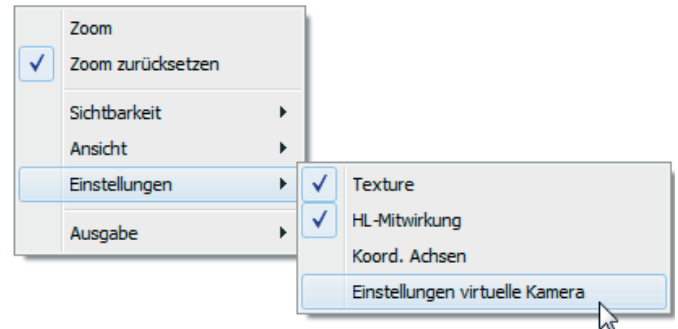 Zoom
Zoom zurücksetzen
Sichtbarkeit
Ansicht
Einstellungen
Ausgabe
Texture
HL-Mitwirkung
Koord. Achsen
Einstellungen virtuelle Kamera